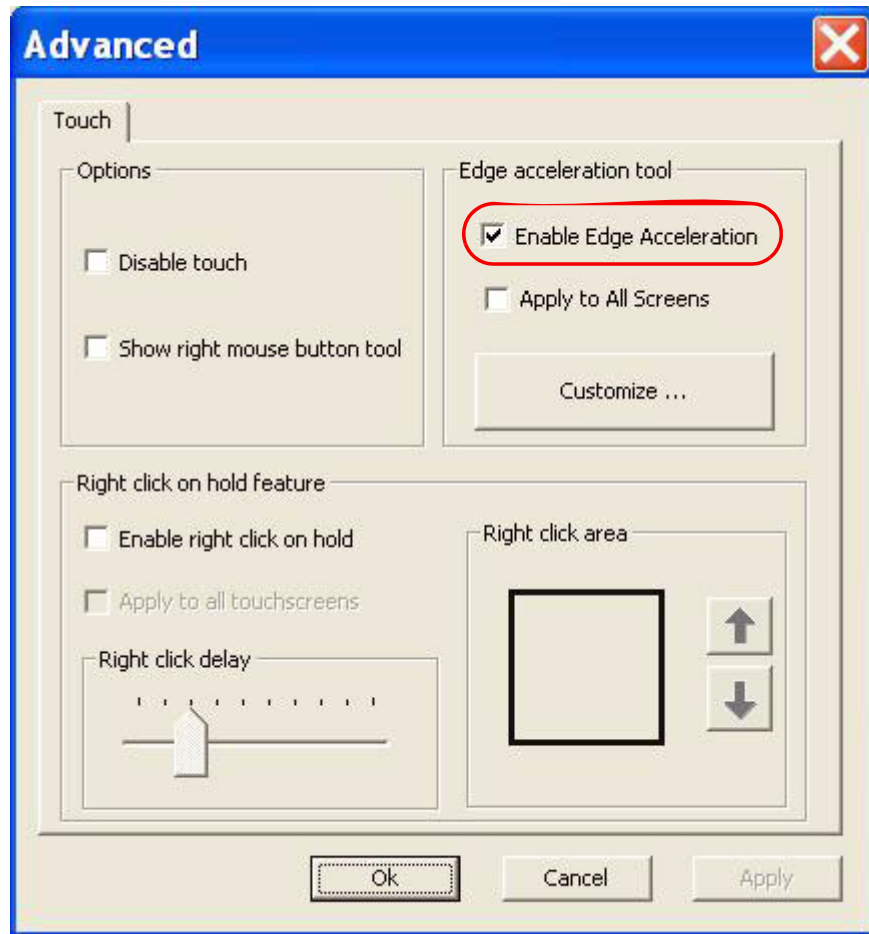 Advanced
Touch
Options
Disable touch
Show right mouse button tool
Edge acceleration tool
Enable Edge Acceleration
Apply to All Screens
Customize ...
Right click on hold feature
Enable right click on hold
Apply to all touchscreens
Right click delay
Right click area
Ok
Cancel
Apply